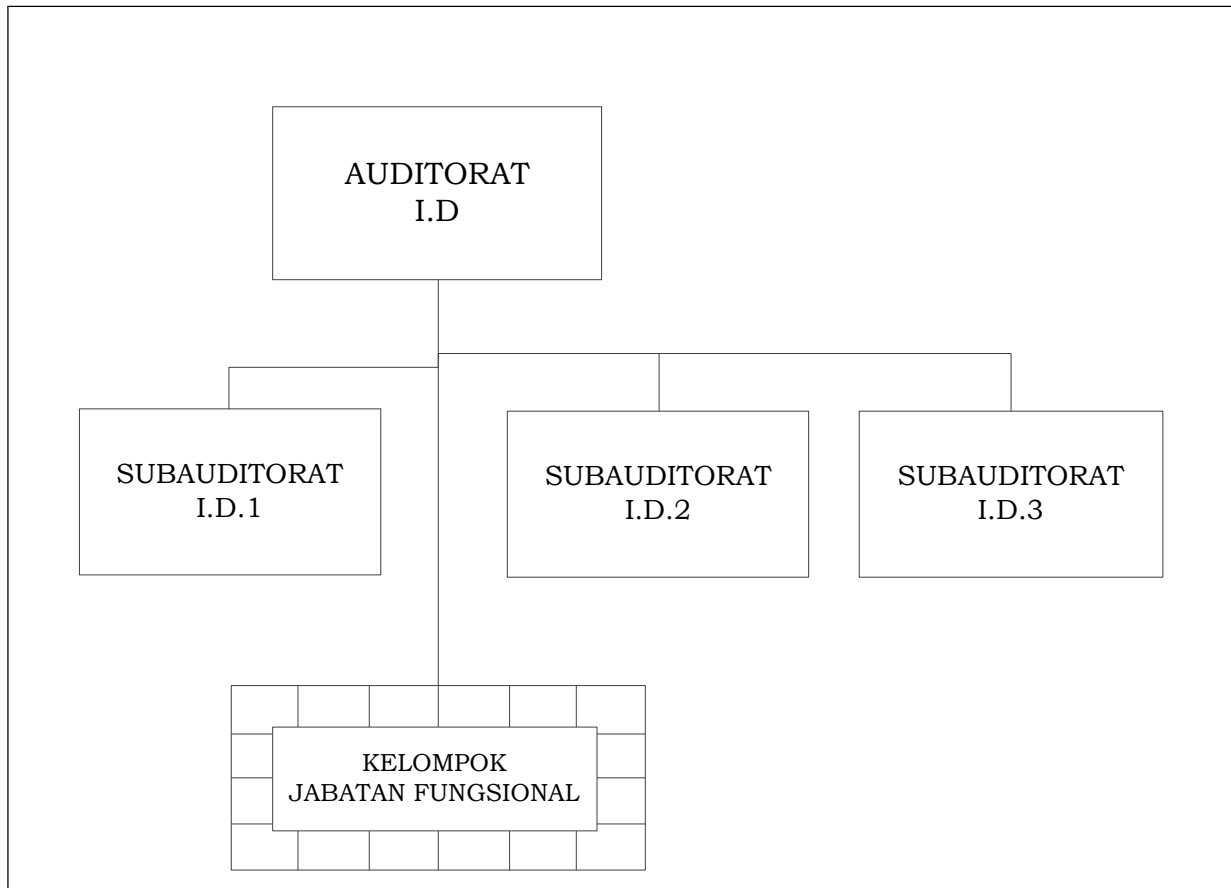 AUDITORAT
I.D
SUBAUDITORAT
I.D.1
SUBAUDITORAT
I.D.2
SUBAUDITORAT
I.D.3
KELOMPOK
JABATAN FUNGSIONAL